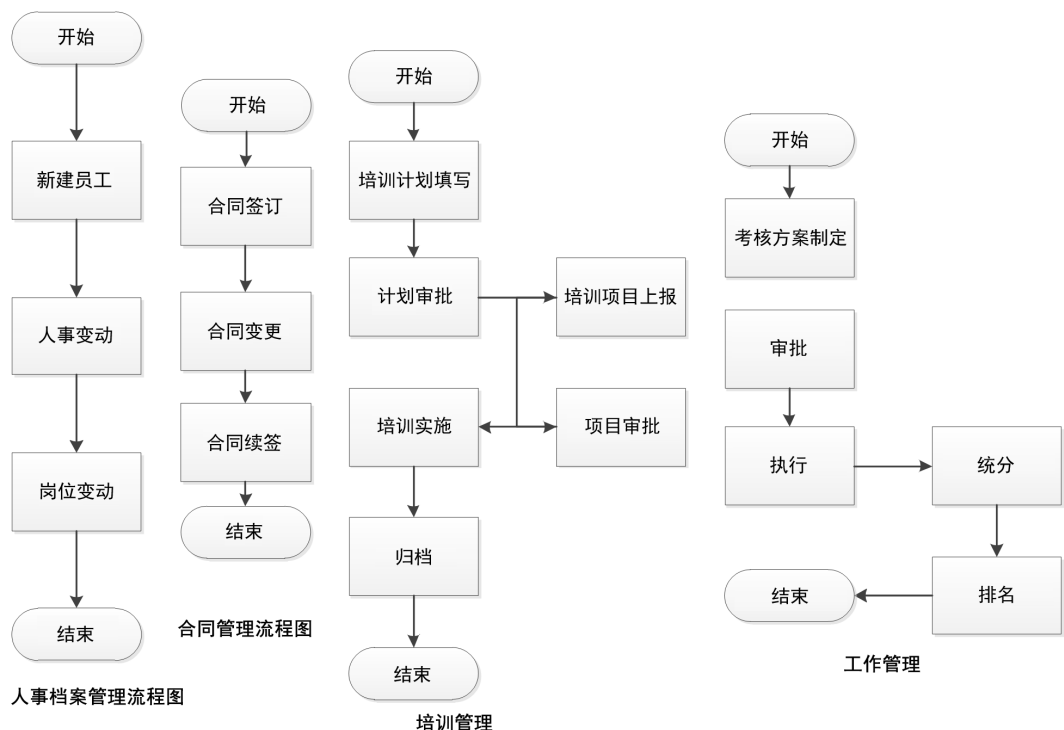 开始
新建员工
人事变动
岗位变动
结束
人事档案管理流程图
开始
合同签订
合同变更
合同续签
结束
合同管理流程图
开始
培训计划填写
计划审批
培训项目上报
培训实施
项目审批
归档
结束
培训管理
开始
考核方案制定
审批
执行
统分
排名
结束
工作管理